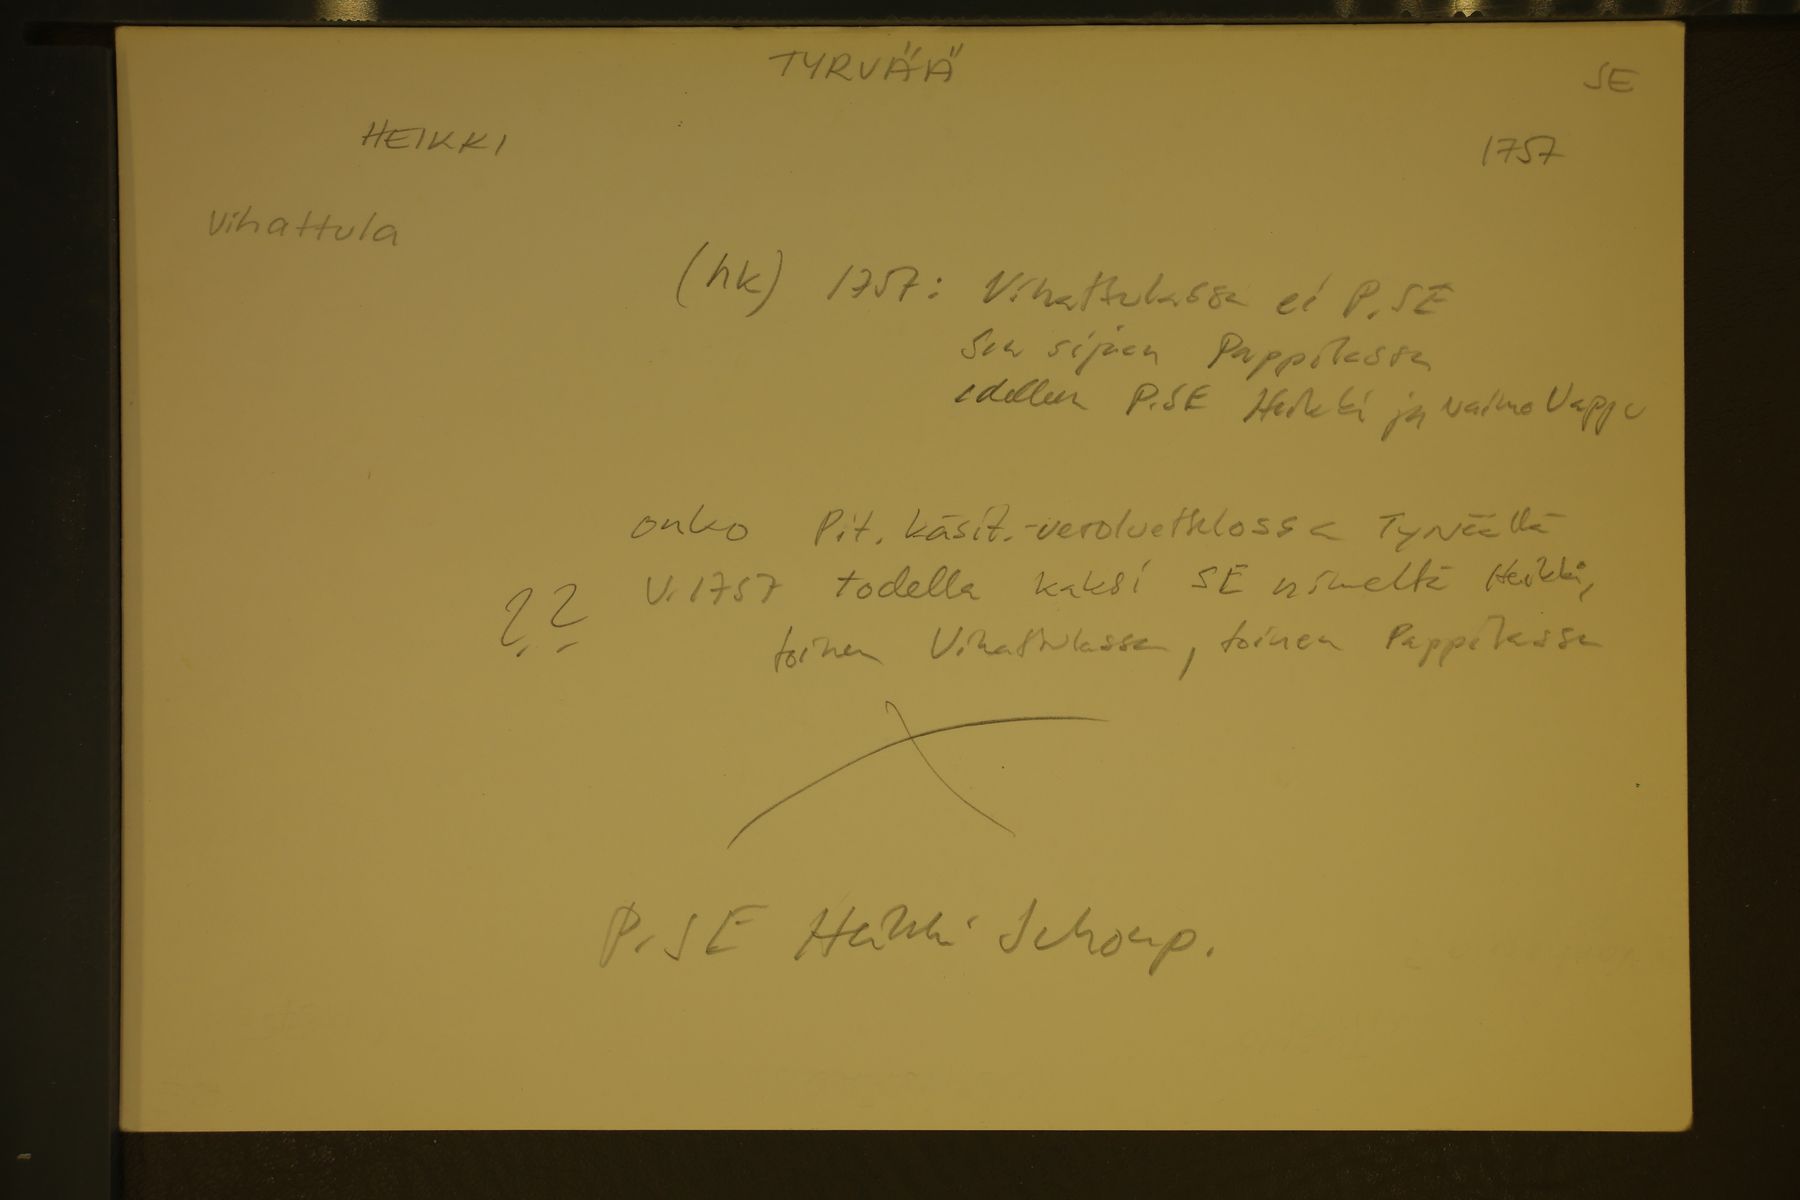 TYRVÄÄ
SE
HEIKKI
1757
Vihattula
(hk) 1757: Vihattulassa ei P.SE
Sen sijaan Pappilassa
edelleen P.SE Heikki ja vaimo Vappu
onko Pit. käsit.-veroluettelossa Tyrväällä
?? V. 1757 todella kaksi SE nimeltä Heikki,
toinen Vihattulassa, toinen Pappilassa
P.SE Heikki